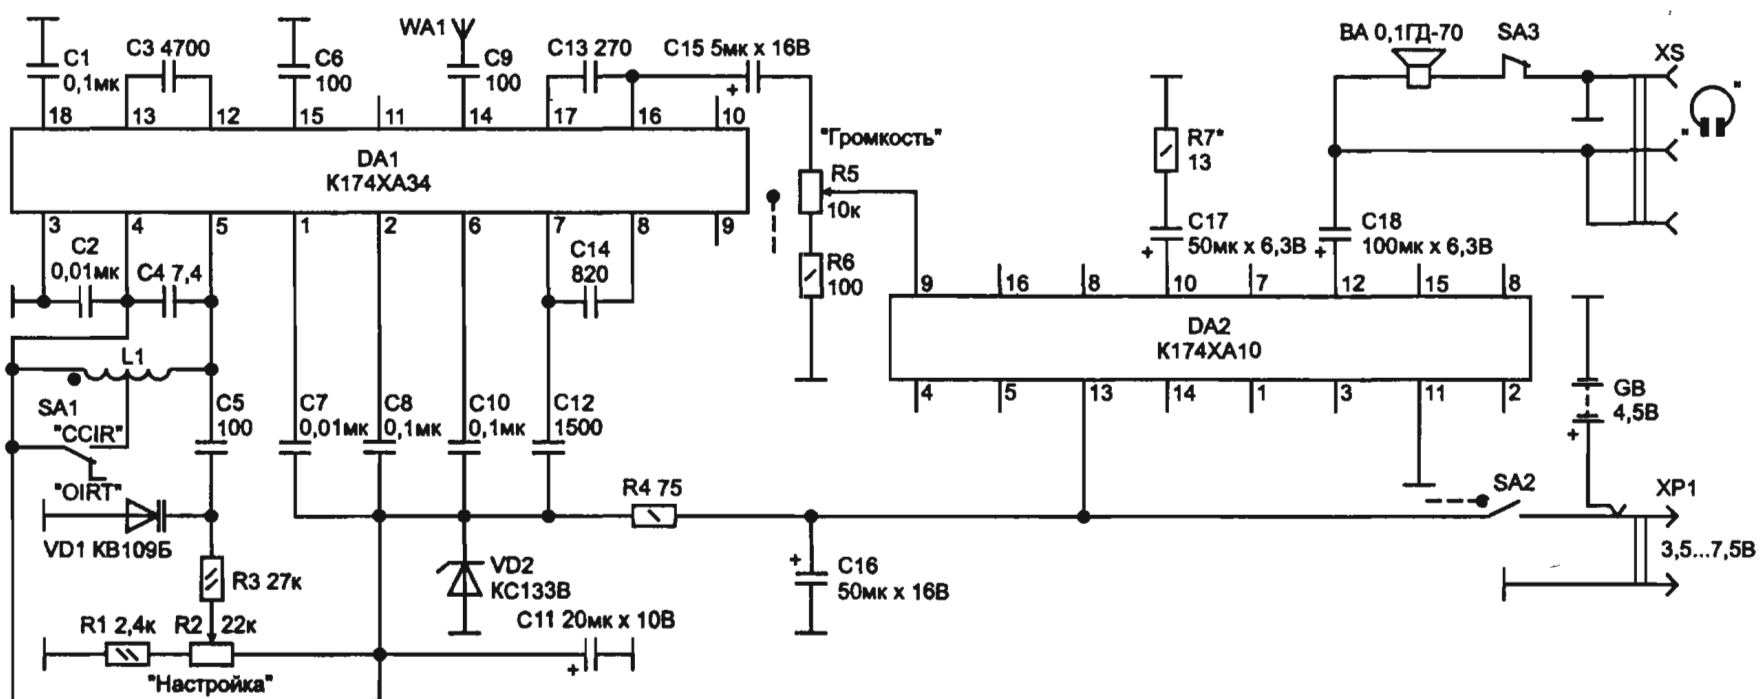 WA1
C1
0,1мк
C3 4700
C6
100
C9
100
C13 270
C15 5мк x 16В
+
18
13
12
15
11
14
17
16
10
DA1
К174ХА34
3
4
5
1
2
6
7
8
9
"Громкость"
R5
10к
R6
100
C2
0,01мк
C4 7,4
C14
820
L1
SA1
"CCIR"
"OIRT"
C5
100
C7
0,01мк
C8
0,1мк
C10
0,1мк
C12
1500
VD1 КВ109Б
R3 27к
R1 2,4к
R2 22к
"Настройка"
VD2
КС133В
C11 20мк x 10В
+
R4 75
+
C16
50мк x 16В
R7*
13
C17
50мк x 6,3В
+
C18
100мк x 6,3В
+
ВА 0,1ГД-70
SA3
XS
"
"
9
16
8
10
7
12
15
8
DA2
К174ХА10
4
5
13
14
1
3
11
2
GB
4,5В
+
SA2
XP1
3,5...7,5В